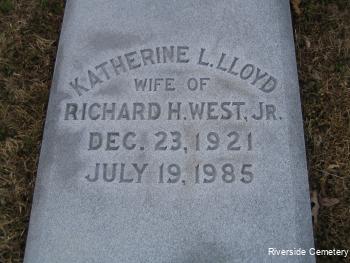 KATHERINE L. LLOYD
WIFE OF
RICHARD H. WEST, JR.
DEC. 23, 1921
JULY 19, 1985
Riverside Cemetery